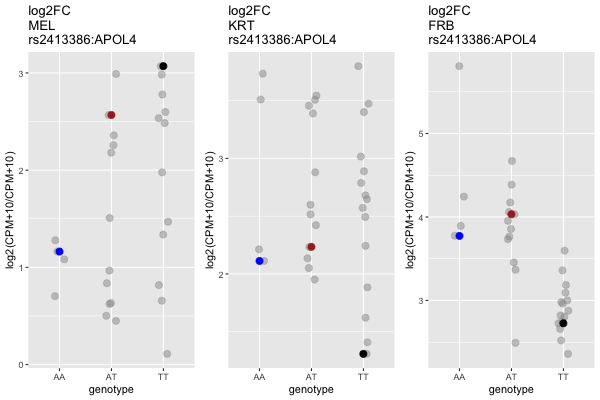 log2FC
MEL
rs2413386:APOL4
log2(CPM+10/CPM+10)
3
2
1
0
AA
AT
TT
genotype
log2FC
KRT
rs2413386:APOL4
log2(CPM+10/CPM+10)
3
2
AA
AT
TT
genotype
log2FC
FRB
rs2413386:APOL4
log2(CPM+10/CPM+10)
5
4
3
AA
AT
TT
genotype